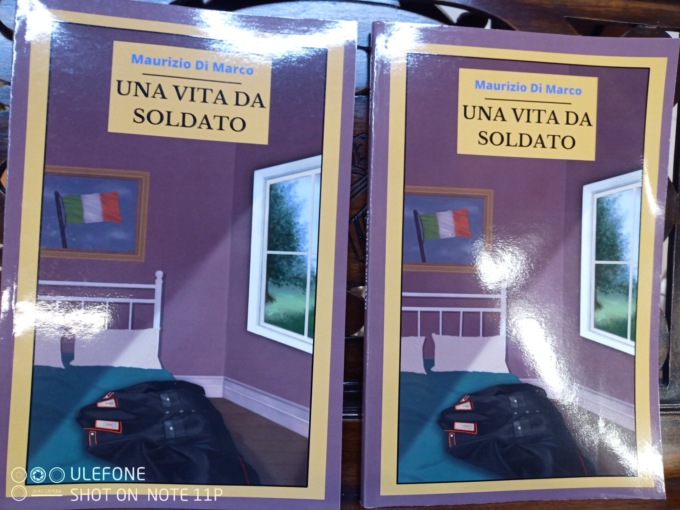 Maurizio Di Marco
UNA VITA DA
SOLDATO
Maurizio Di Marco
UNA VITA DA
SOLDATO
ULEFONE
SHOT ON NOTE 11P